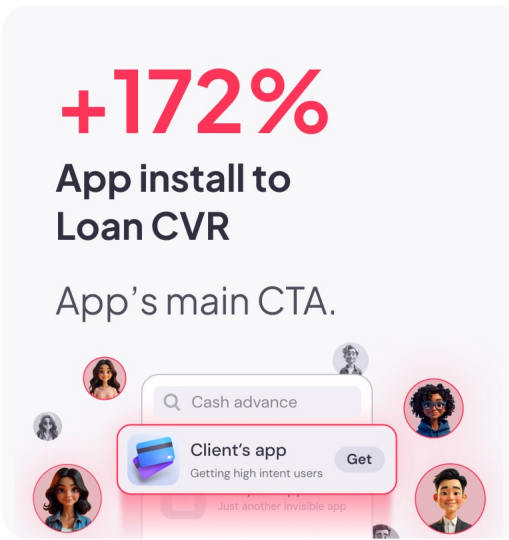 +172%
App install to
Loan CVR
App's main CTA.
Cash advance
Client's app
Get
Getting high intent users
Just another invisible app